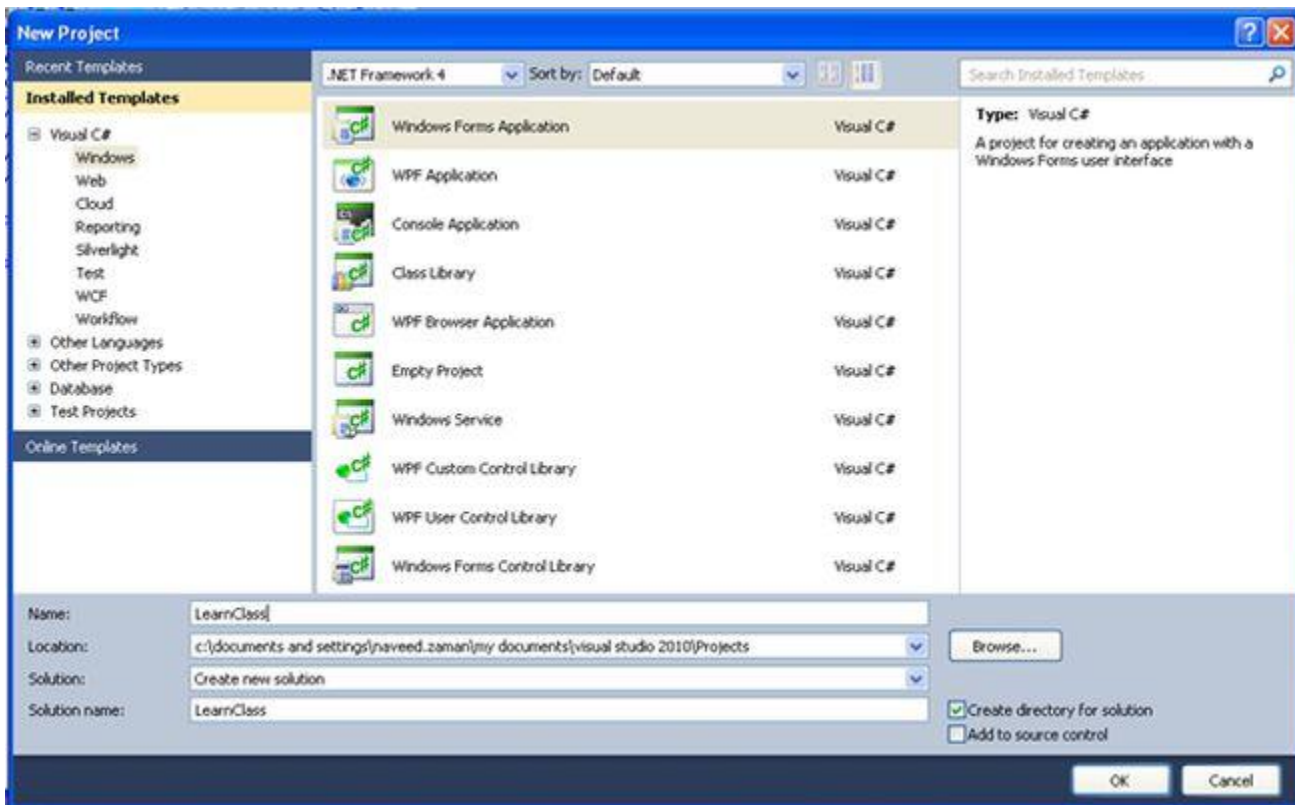 New Project
Recent Templates
.NET Framework 4
Sort by: Default
Search Installed Templates
Installed Templates
Visual C#
Windows
Web
Cloud
Reporting
Silverlight
Test
WCF
Workflow
Other Languages
Other Project Types
Database
Test Projects
Online Templates
Windows Forms Application Visual C#
WPF Application Visual C#
Console Application Visual C#
Class Library Visual C#
WPF Browser Application Visual C#
Empty Project Visual C#
Windows Service Visual C#
WPF Custom Control Library Visual C#
WPF User Control Library Visual C#
Windows Forms Control Library Visual C#
Type: Visual C#
A project for creating an application with a
Windows Forms user interface
Name: LearnClass
Location: c:\documents and settings\naveed.zaman\my documents\visual studio 2010\Projects
Browse...
Solution: Create new solution
Solution name: LearnClass
Create directory for solution
Add to source control
OK Cancel